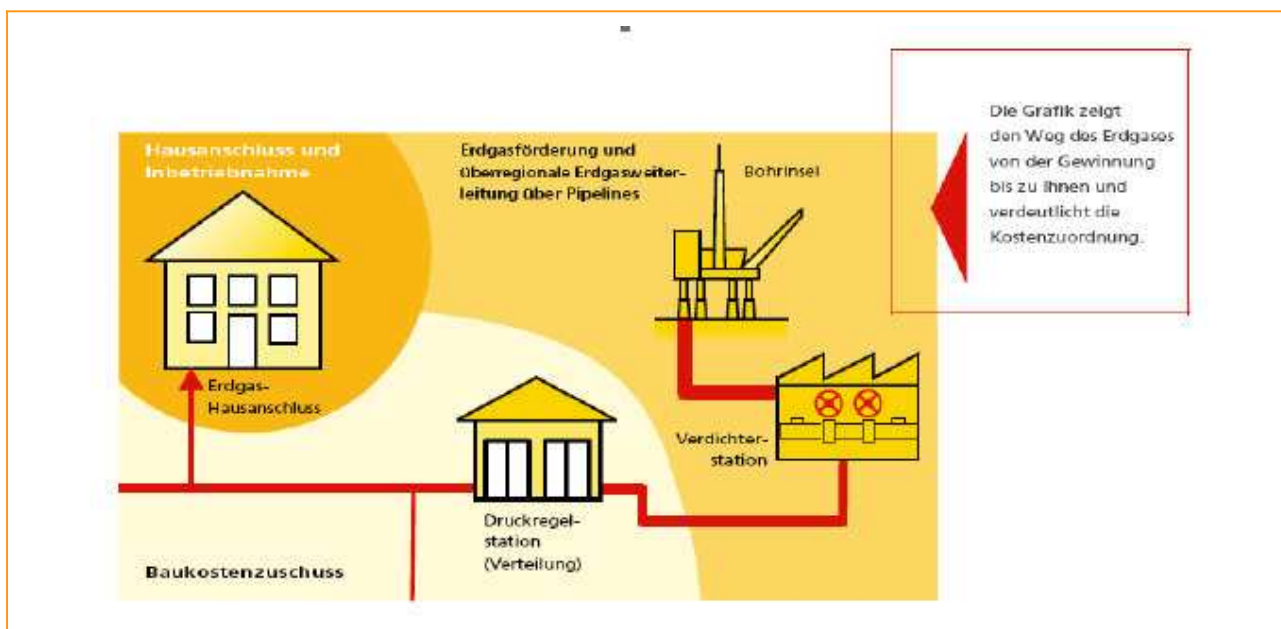 Hausanschluss und
Inbetriebnahme
Erdgasförderung und
überregionale Erdgasweiter-
leitung über Pipelines
Bohrinsel
Die Grafik zeigt
den Weg des Erdgases
von der Gewinnung
bis zu Ihnen und
verdeutlicht die
Kostenzuordnung.
Erdgas-
Hausanschluss
Verdichter-
station
Druckregel-
station
(Verteilung)
Baukostenzuschuss